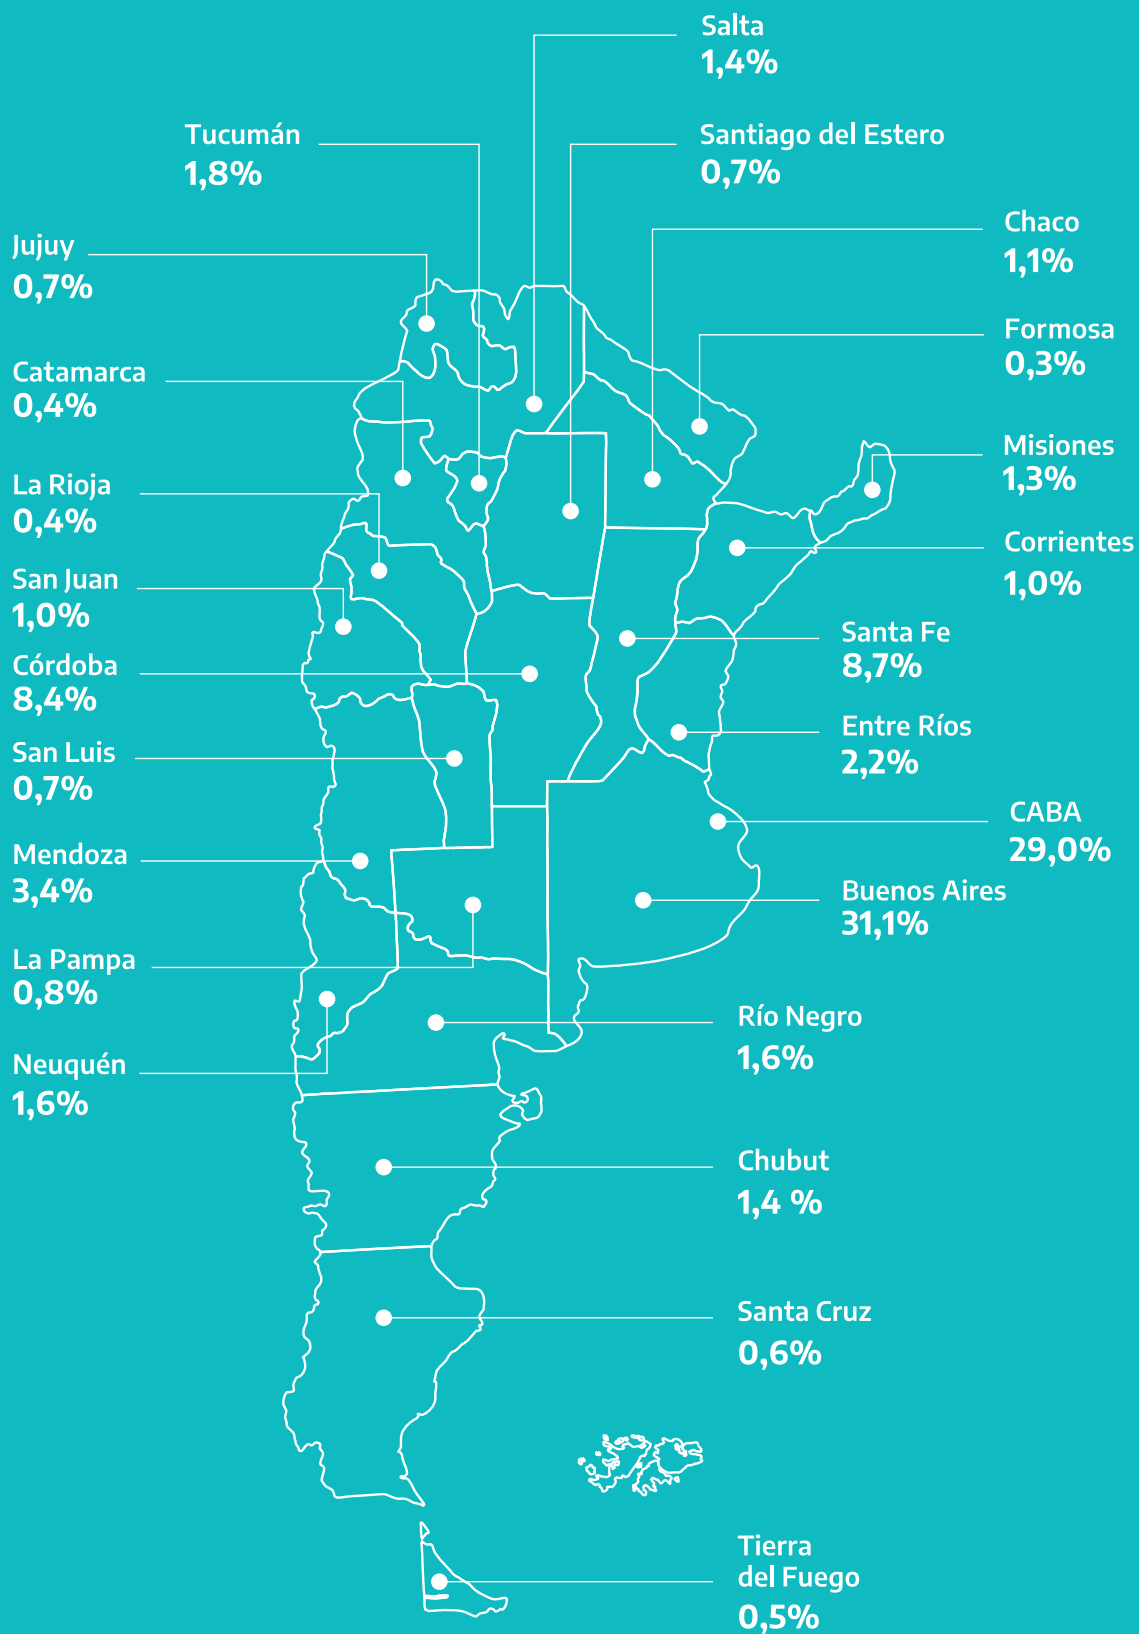 Salta
1,4%
Tucumán
1,8%
Santiago del Estero
0,7%
Jujuy
0,7%
Chaco
1,1%
Formosa
0,3%
Catamarca
0,4%
Misiones
1,3%
La Rioja
0,4%
Corrientes
1,0%
San Juan
1,0%
Santa Fe
8,7%
Córdoba
8,4%
Entre Ríos
2,2%
San Luis
0,7%
CABA
29,0%
Mendoza
3,4%
Buenos Aires
31,1%
La Pampa
0,8%
Río Negro
1,6%
Neuquén
1,6%
Chubut
1,4 %
Santa Cruz
0,6%
Tierra
del Fuego
0,5%